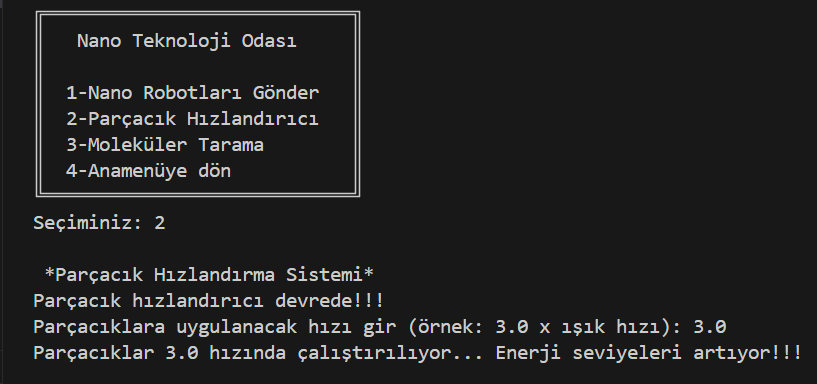 Nano Teknoloji Odası
1-Nano Robotları Gönder
2-Parçacık Hızlandırıcı
3-Moleküler Tarama
4-Anamenüye dön
Seçiminiz: 2
*Parçacık Hızlandırma Sistemi*
Parçacık hızlandırıcı devrede!!!
Parçacıklara uygulanacak hızı gir (örnek: 3.0 x ışık hızı): 3.0
Parçacıklar 3.0 hızında çalıştırılıyor... Enerji seviyeleri artıyor!!!